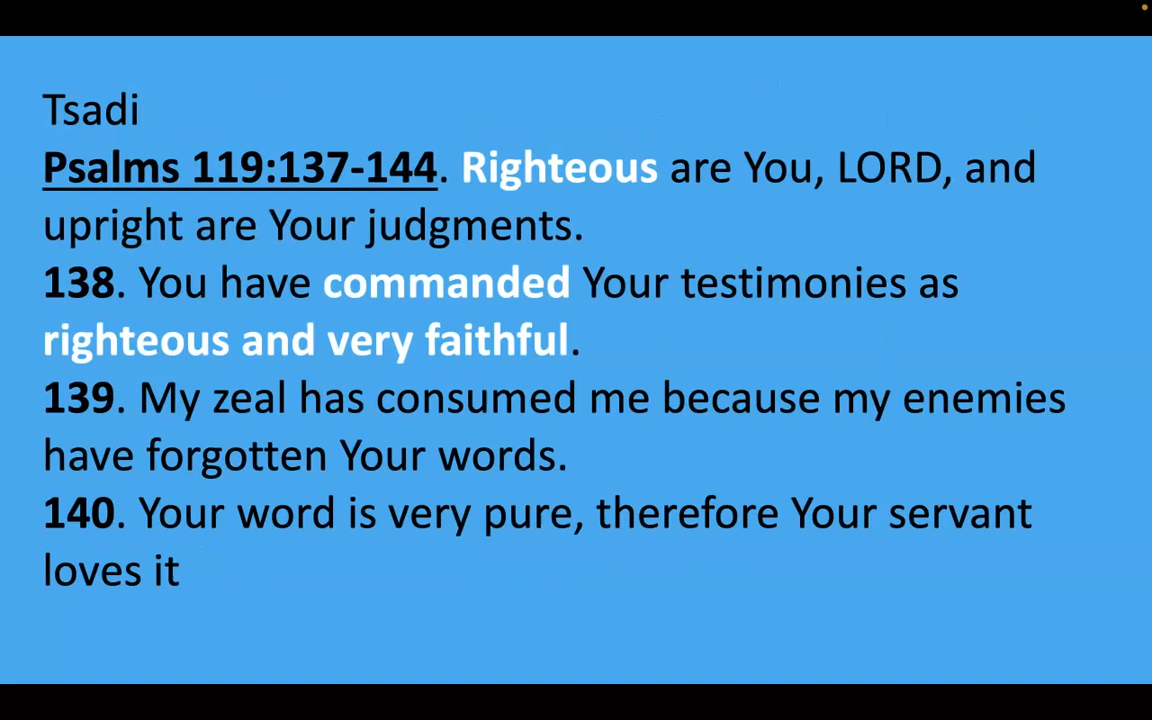 Tsadi
Psalms 119:137-144. Righteous are You, LORD, and
upright are Your judgments.
138. You have commanded Your testimonies as
righteous and very faithful.
139. My zeal has consumed me because my enemies
have forgotten Your words.
140. Your word is very pure, therefore Your servant
loves it